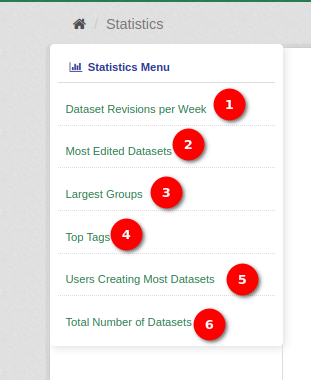 / Statistics
Statistics Menu
Dataset Revisions per Week 1
Most Edited Datasets 2
Largest Groups 3
Top Tags 4
Users Creating Most Datasets 5
Total Number of Datasets 6